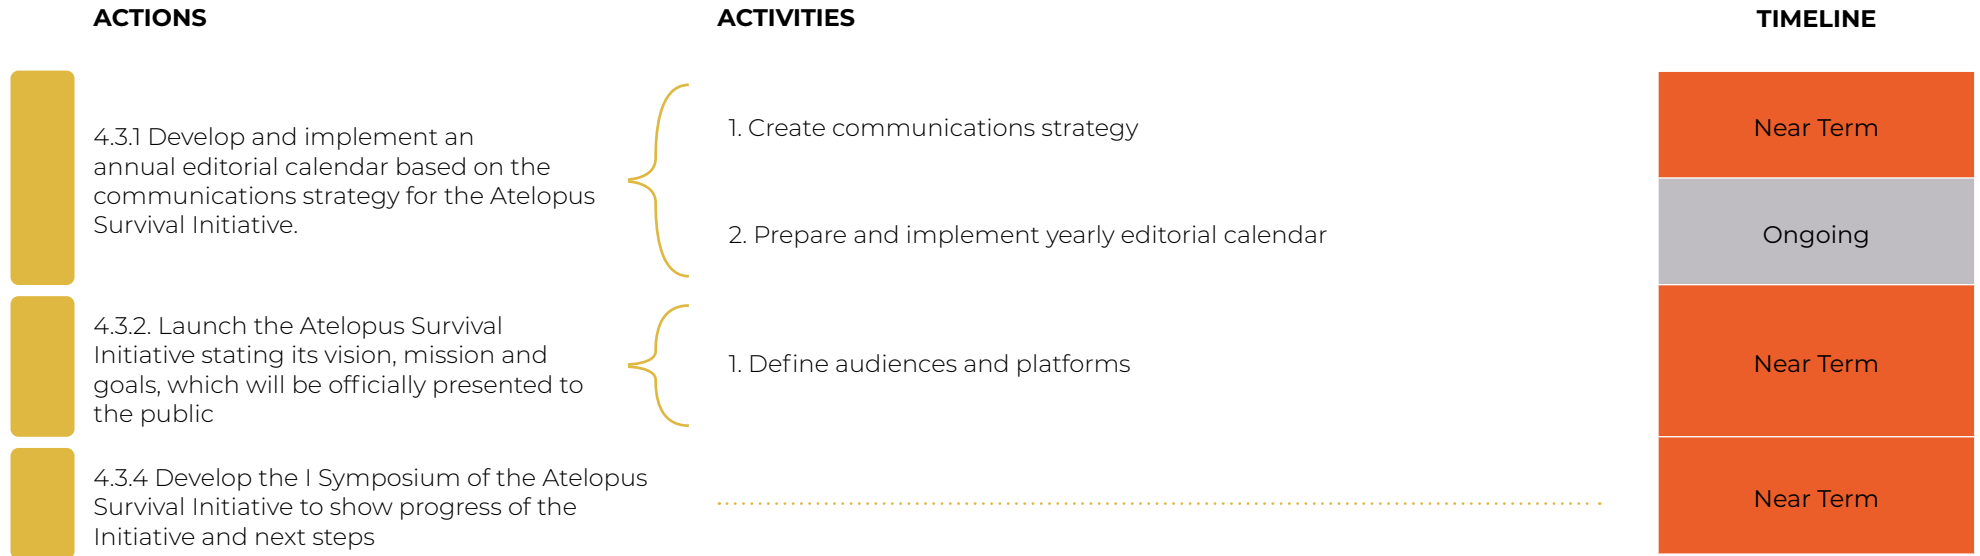 ACTIONS
ACTIVITIES
TIMELINE
4.3.1 Develop and implement an
annual editorial calendar based on the
communications strategy for the Atelopus
Survival Initiative.
1. Create communications strategy
Near Term
2. Prepare and implement yearly editorial calendar
Ongoing
4.3.2. Launch the Atelopus Survival
Initiative stating its vision, mission and
goals, which will be officially presented to
the public
1. Define audiences and platforms
Near Term
4.3.4 Develop the I Symposium of the Atelopus
Survival Initiative to show progress of the
Initiative and next steps
Near Term